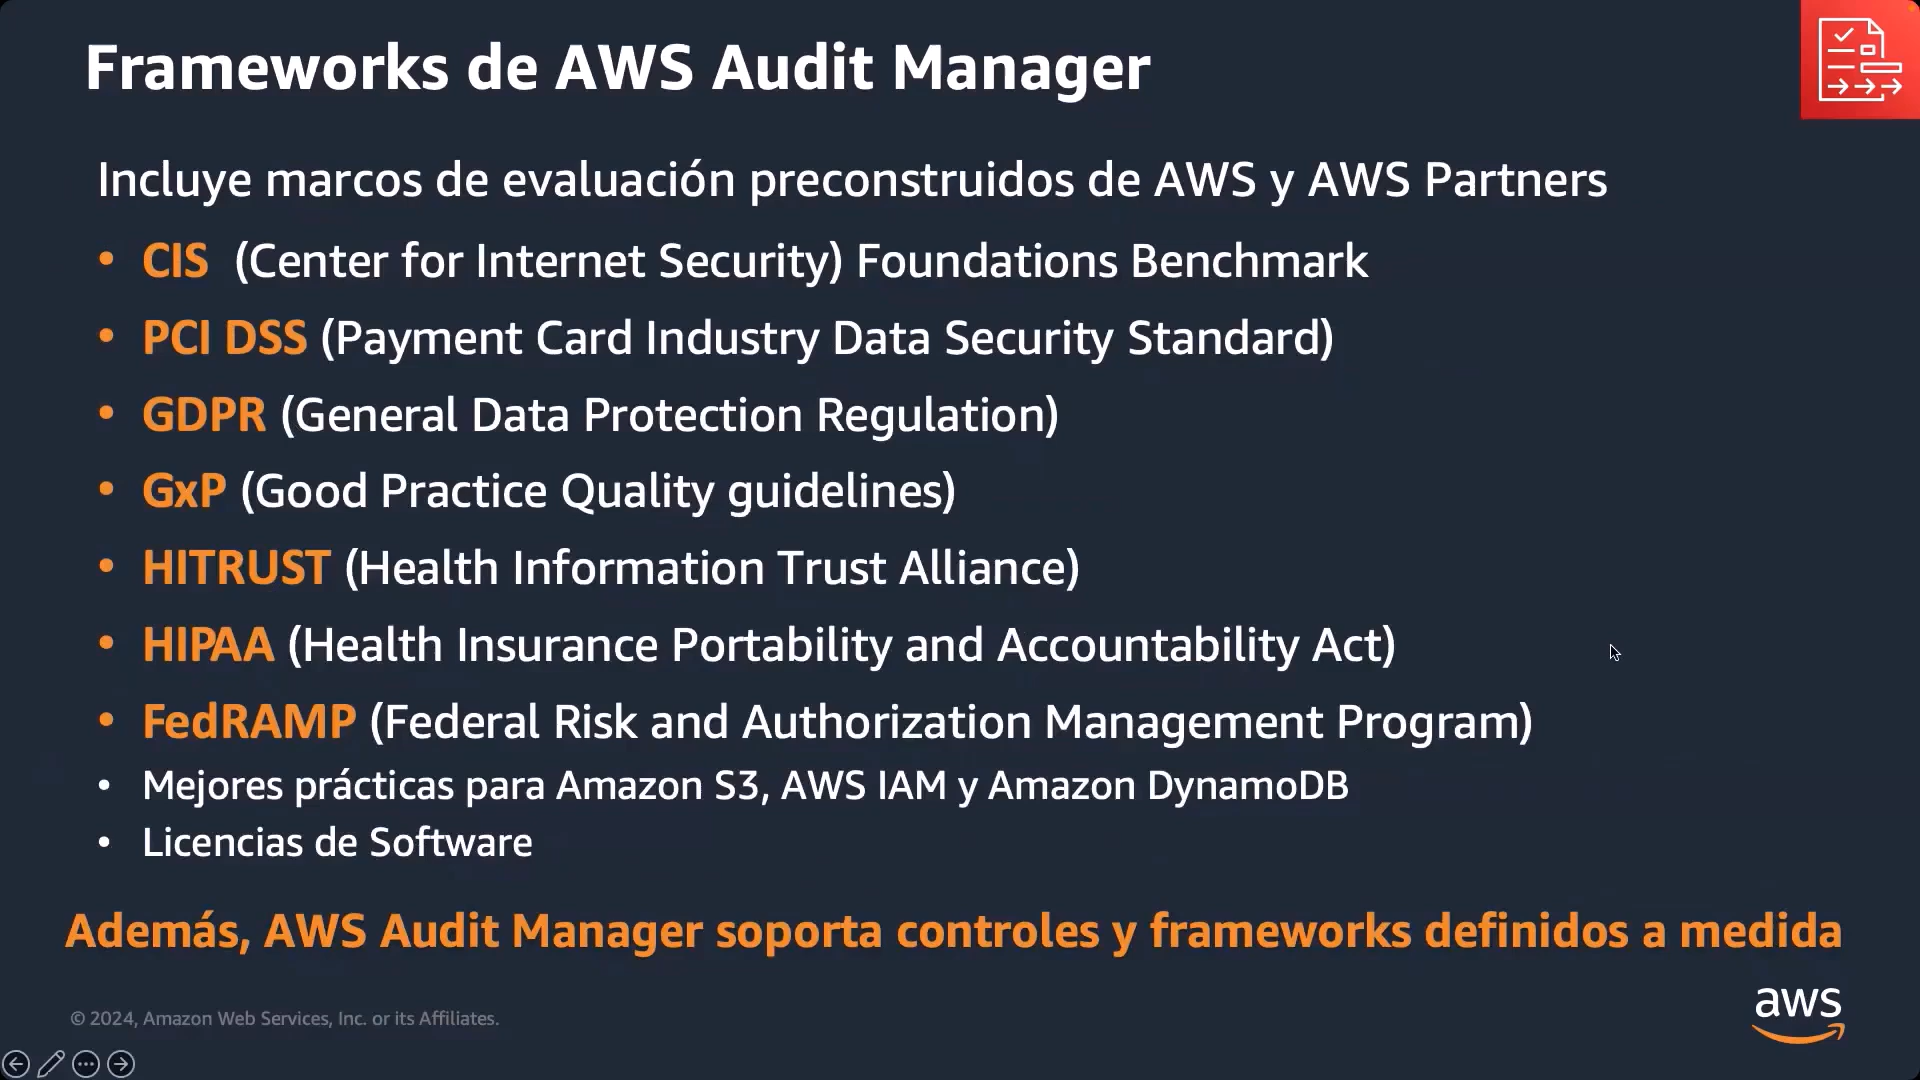 Frameworks de AWS Audit Manager
Incluye marcos de evaluación preconstruidos de AWS y AWS Partners
• CIS (Center for Internet Security) Foundations Benchmark
• PCI DSS (Payment Card Industry Data Security Standard)
• GDPR (General Data Protection Regulation)
• GxP (Good Practice Quality guidelines)
• HITRUST (Health Information Trust Alliance)
• HIPAA (Health Insurance Portability and Accountability Act)
• FedRAMP (Federal Risk and Authorization Management Program)
• Mejores prácticas para Amazon S3, AWS IAM y Amazon DynamoDB
• Licencias de Software
Además, AWS Audit Manager soporta controles y frameworks definidos a medida
© 2024, Amazon Web Services, Inc. or its Affiliates.
aws